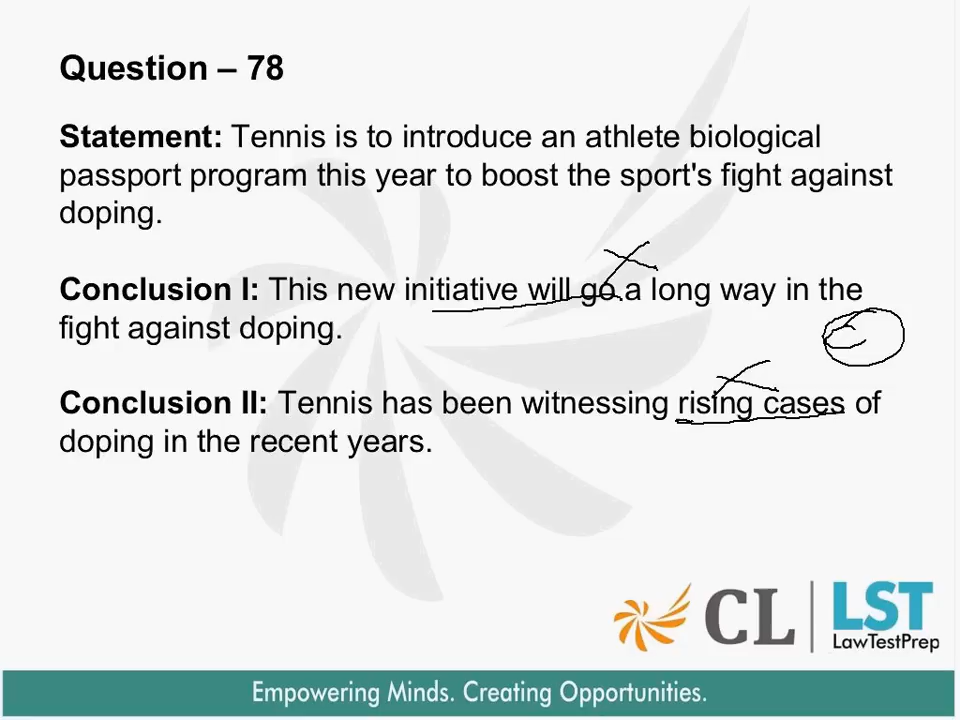 Question – 78
Statement: Tennis is to introduce an athlete biological
passport program this year to boost the sport's fight against
doping.
Conclusion I: This new initiative will go a long way in the
fight against doping.
Conclusion II: Tennis has been witnessing rising cases of
doping in the recent years.
CL
LST
LawTestPrep
Empowering Minds. Creating Opportunities.